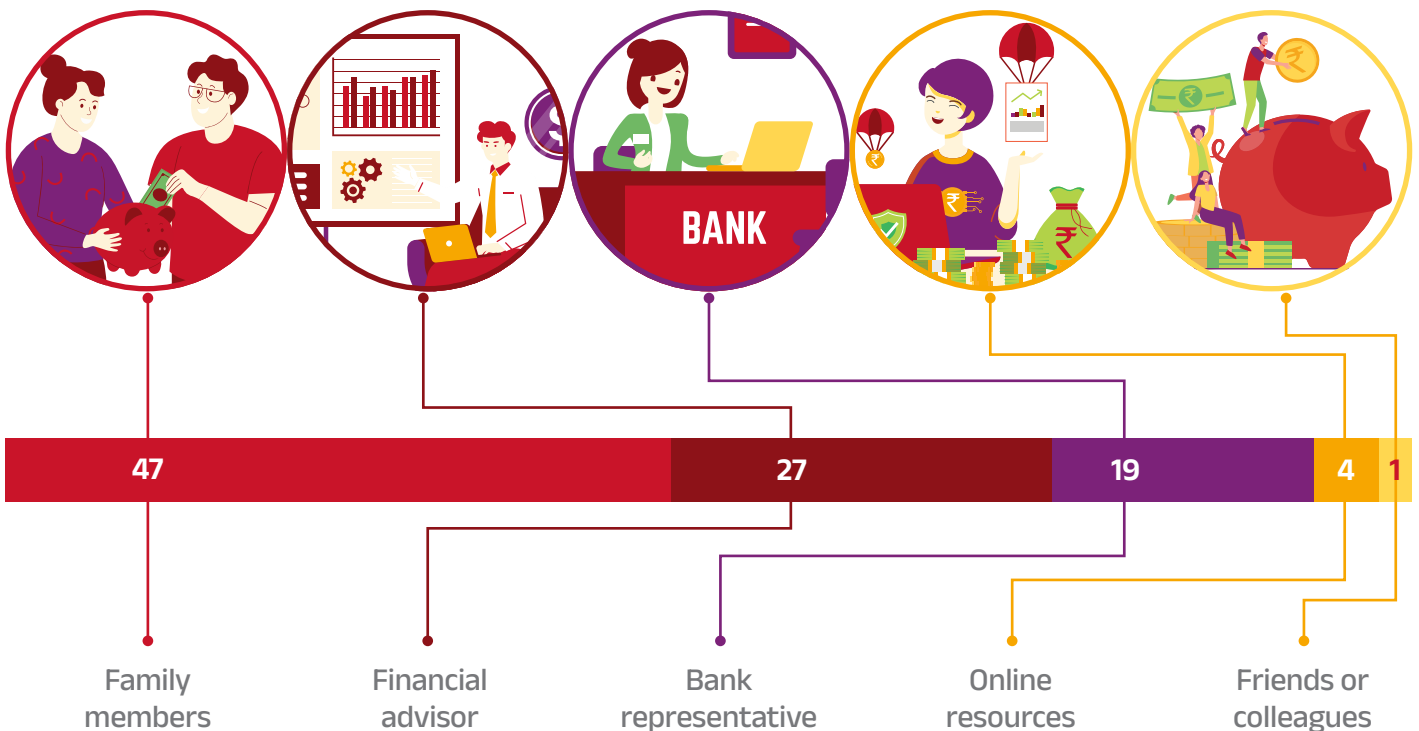 BANK
47
27
19
4
1
Family
members
Financial
advisor
Bank
representative
Online
resources
Friends or
colleagues